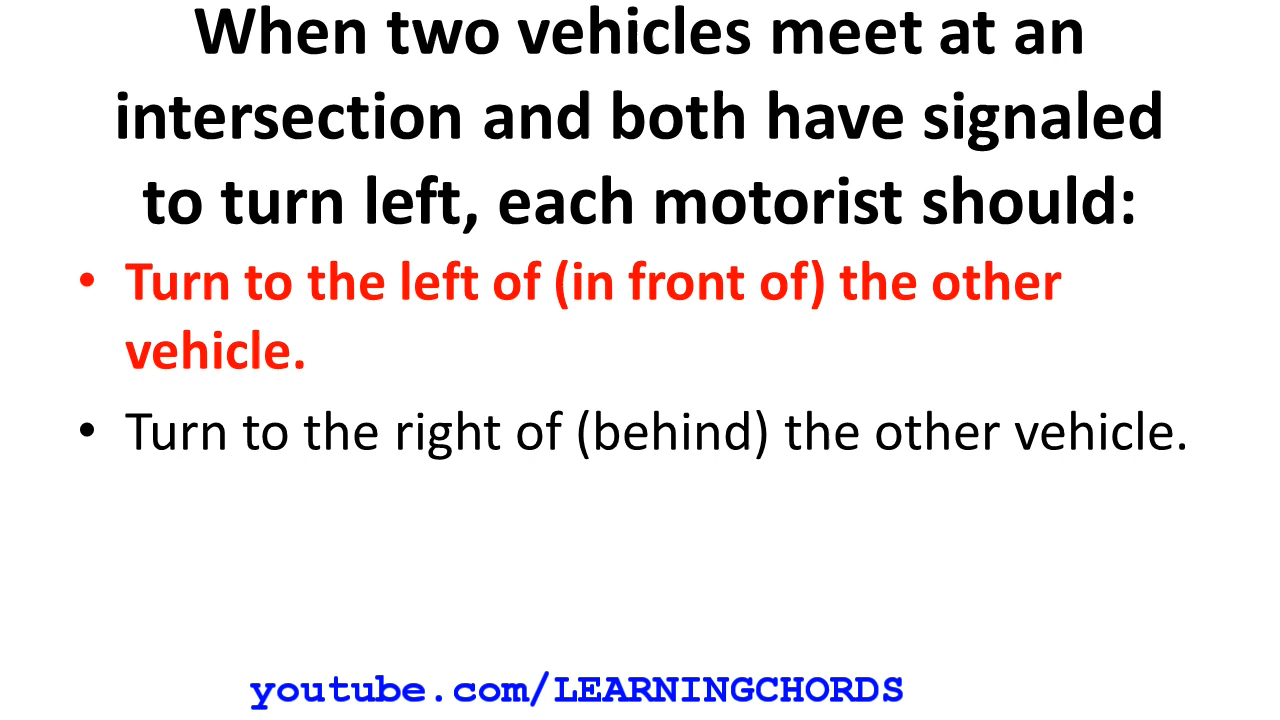 When two vehicles meet at an
intersection and both have signaled
to turn left, each motorist should:
• Turn to the left of (in front of) the other
vehicle.
• Turn to the right of (behind) the other vehicle.
youtube.com/LEARNINGCHORDS